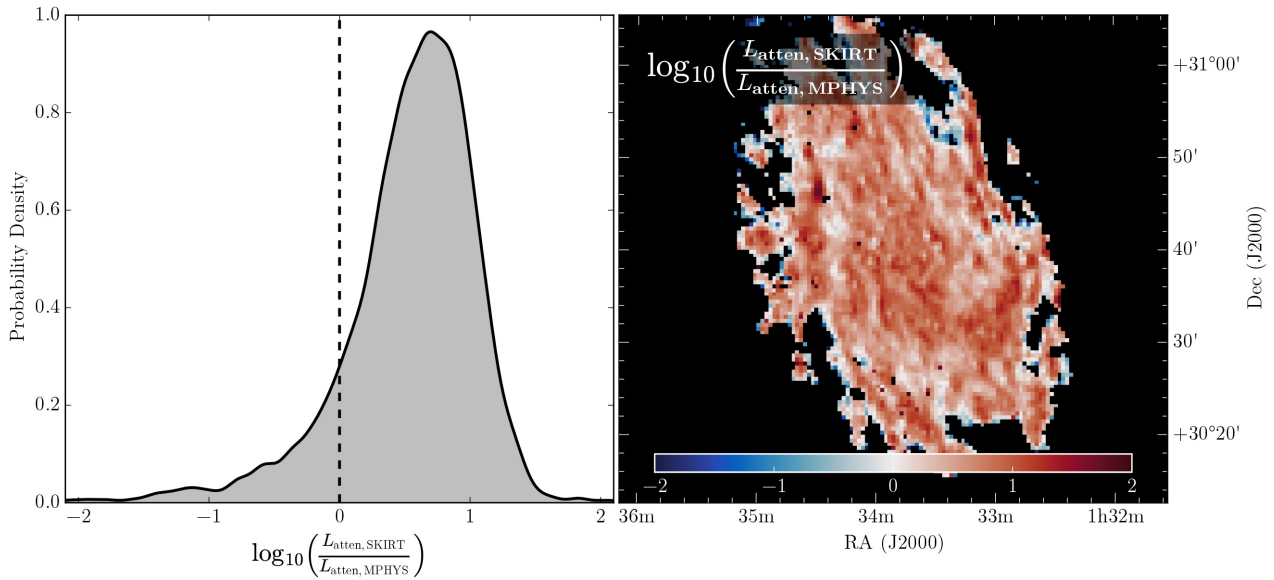 1.0
0.8
0.6
0.4
0.2
0.0
Probability Density
−2 −1 0 1 2
log10(Latten, SKIRT / Latten, MPHYS)
log10(Latten, SKIRT / Latten, MPHYS)
+31°00'
50'
40'
30'
+30°20'
Dec (J2000)
−2 −1 0 1 2
36m 35m 34m 33m 1h32m
RA (J2000)